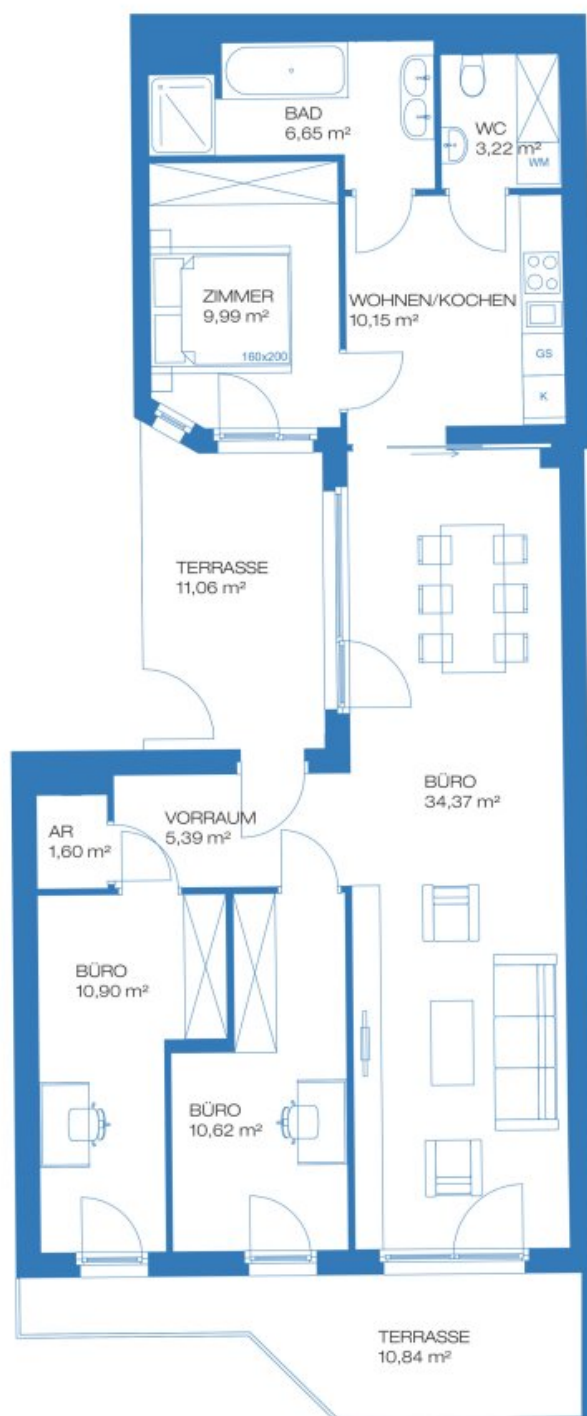 BAD
6,65 m²
WC
3,22 m²
WM
ZIMMER
9,99 m²
160x200
WOHNEN/KOCHEN
10,15 m²
GS
K
TERRASSE
11,06 m²
BÜRO
34,37 m²
VORRAUM
5,39 m²
AR
1,60 m²
BÜRO
10,90 m²
BÜRO
10,62 m²
TERRASSE
10,84 m²